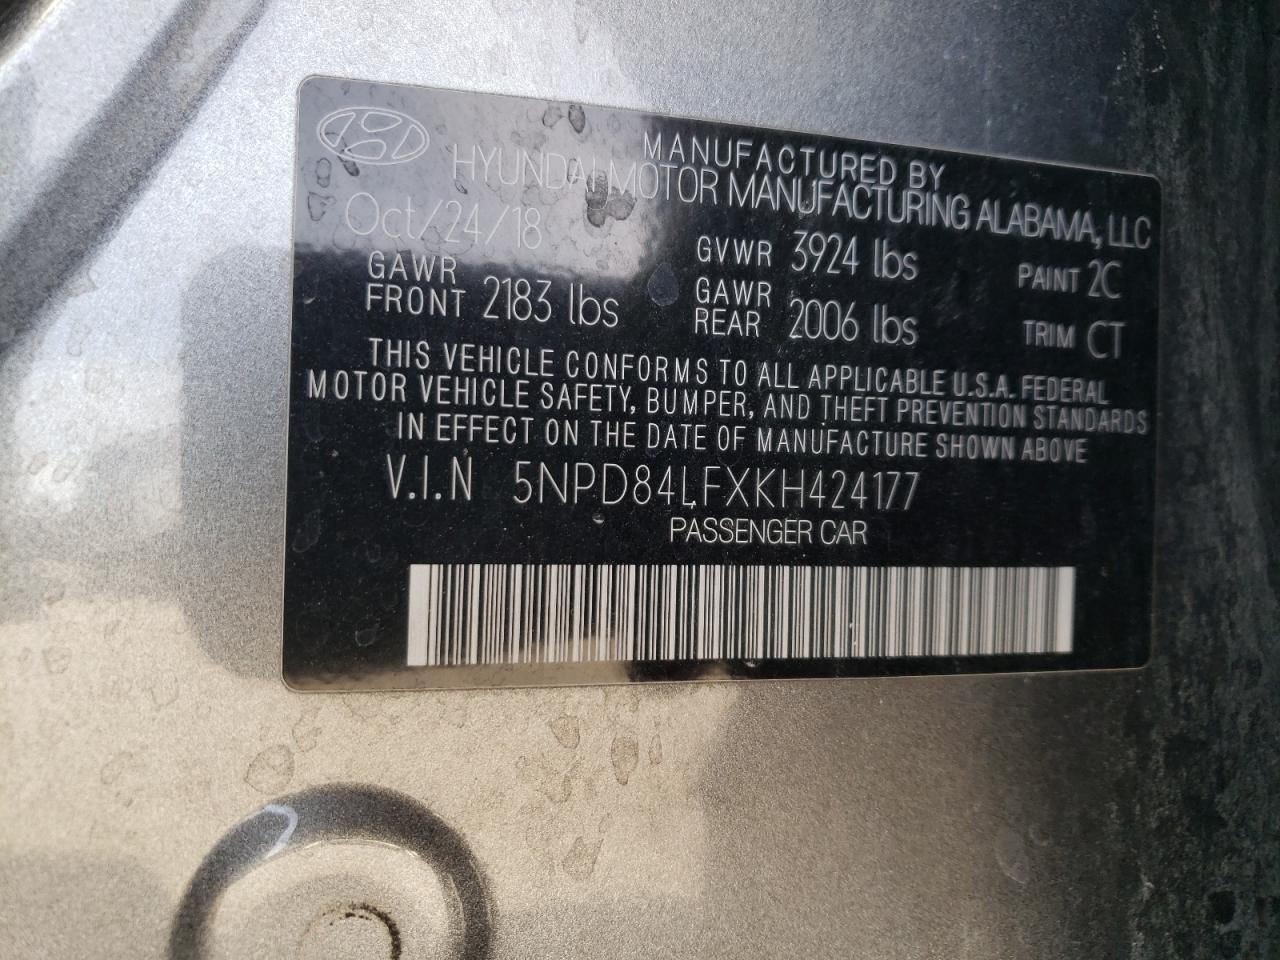 MANUFACTURED BY
HYUNDAI MOTOR MANUFACTURING ALABAMA, LLC
Oct/24/18 GVWR 3924 lbs PAINT 2C
GAWR FRONT 2183 lbs GAWR REAR 2006 lbs TRIM CT
THIS VEHICLE CONFORMS TO ALL APPLICABLE U.S.A. FEDERAL
MOTOR VEHICLE SAFETY, BUMPER, AND THEFT PREVENTION STANDARDS
IN EFFECT ON THE DATE OF MANUFACTURE SHOWN ABOVE
V.I.N 5NPD84LFXKH424177
PASSENGER CAR